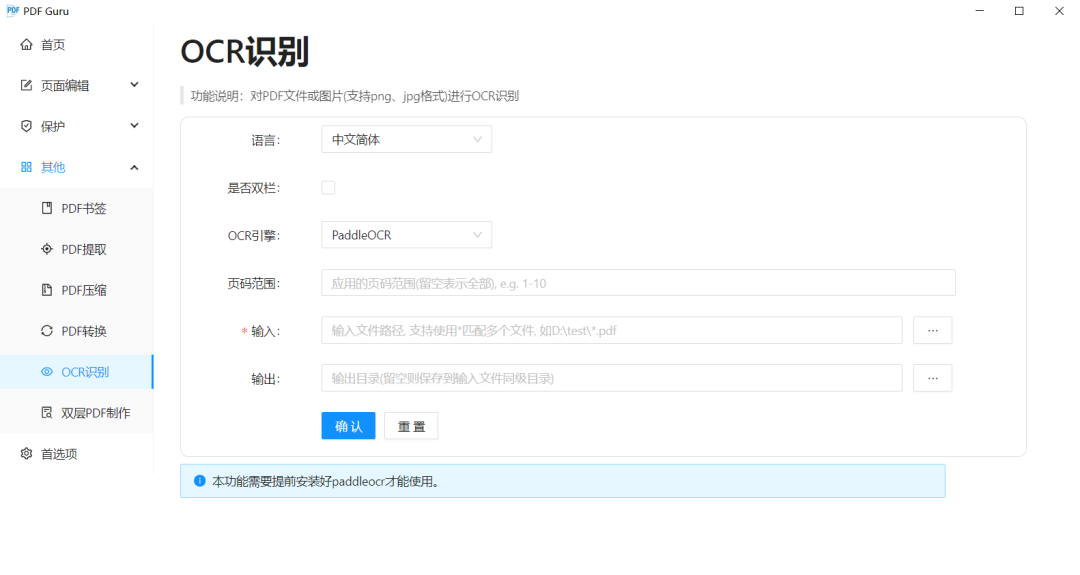 PDF PDF Guru
首页
页面编辑
保护
其他
PDF书签
PDF提取
PDF压缩
PDF转换
OCR识别
双层PDF制作
首选项
OCR识别
功能说明：对PDF文件或图片(支持png、jpg格式)进行OCR识别
语言： 中文简体
是否双栏：
OCR引擎： PaddleOCR
页码范围： 应用的页码范围(留空表示全部), e.g. 1-10
* 输入： 输入文件路径, 支持使用*匹配多个文件, 如D:\test\*.pdf ...
输出： 输出目录(留空则保存到输入文件同级目录) ...
确 认 重 置
本功能需要提前安装好paddleocr才能使用。